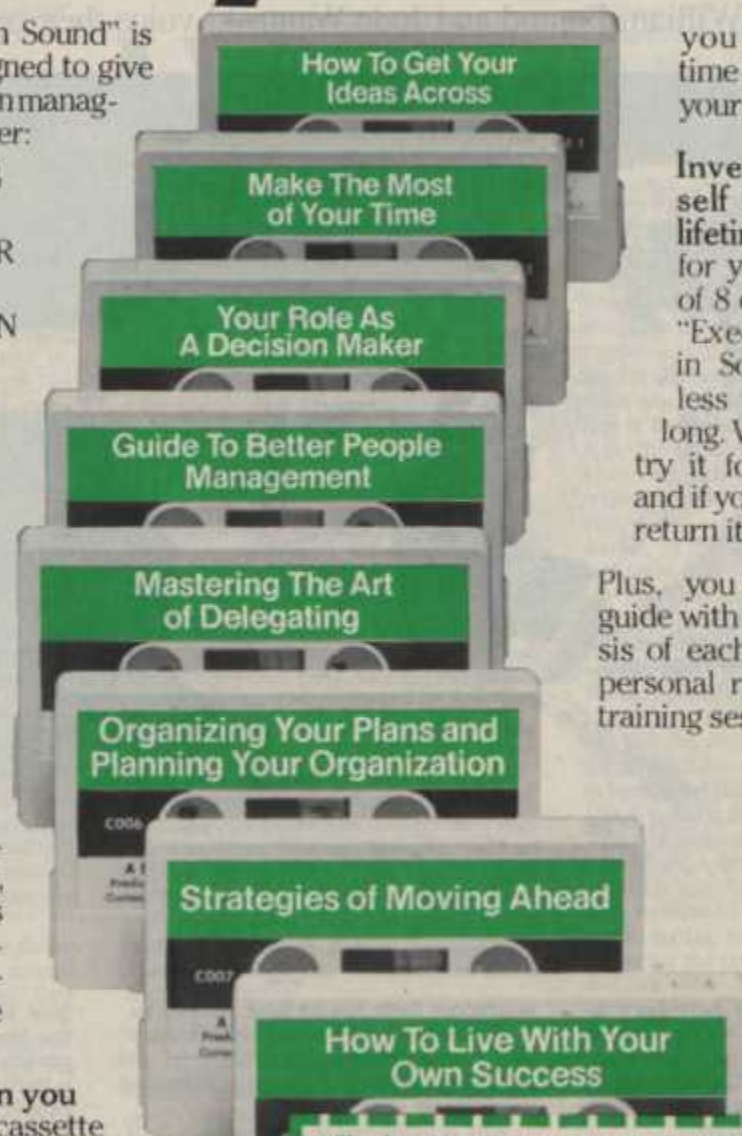 n Sound" is
gned to give
n manag-
er:
R
N
n you
cassette
How To Get Your
Ideas Across
Make The Most
of Your Time
Your Role As
A Decision Maker
Guide To Better People
Management
Mastering The Art
of Delegating
Organizing Your Plans and
Planning Your Organization
C006
A
Strategies of Moving Ahead
C007
A
How To Live With Your
Own Success
you
time
your
Inve
self
lifetin
for y
of 8
"Exec
in So
less
long. W
try it fo
and if yo
return it
Plus, you
guide with
sis of each
personal r
training ses